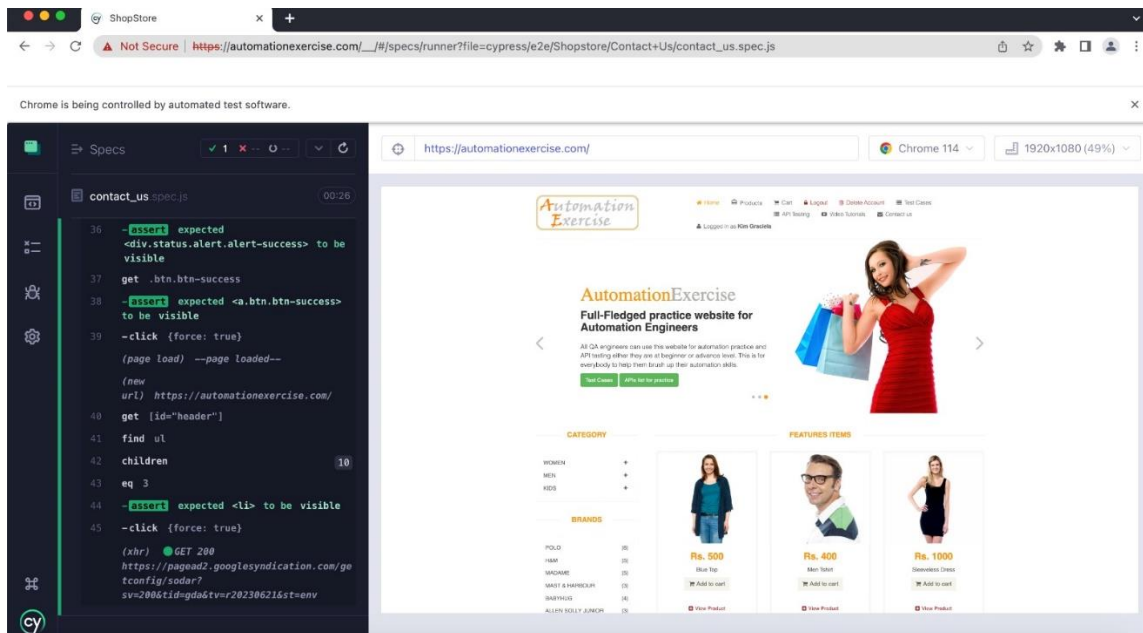 ShopStore
Not Secure
https://automationexercise.com/__/#/specs/runner?file=cypress/e2e/Shopstore/Contact+Us/contact_us.spec.js
Chrome is being controlled by automated test software.
Specs
1 -- --
https://automationexercise.com/
Chrome 114
1920x1080 (49%)
contact_us.spec.js
00:26
36 -assert expected
<div.status.alert.alert-success> to be
visible
37 get .btn.btn-success
38 -assert expected <a.btn.btn-success>
to be visible
39 -click {force: true}
(page load) --page loaded--
(new
url) https://automationexercise.com/
40 get [id="header"]
41 find ul
42 children 10
43 eq 3
44 -assert expected <li> to be visible
45 -click {force: true}
(xhr) GET 200
https://pagead2.googlesyndication.com/ge
tconfig/sodar?
sv=200&tid=gda&tv=r20230621&st=env
cy
Automation
Exercise
Home Products Cart Logout Delete Account Test Cases
API Testing Video Tutorials Contact us
Logged in as Kim Graciela
AutomationExercise
Full-Fledged practice website for
Automation Engineers
All QA engineers can use this website for automation practice and
API testing either they are at beginner or advance level. This is for
everybody to help them brush up their automation skills.
Test Cases
APIs list for practice
CATEGORY
WOMEN +
MEN +
KIDS +
BRANDS
POLO (6)
H&M (5)
MADAME (5)
MAST & HARBOUR (3)
BABYHUG (4)
ALLEN SOLLY JUNIOR (3)
FEATURES ITEMS
Rs. 500
Blue Top
Add to cart
View Product
Rs. 400
Men Tshirt
Add to cart
View Product
Rs. 1000
Sleeveless Dress
Add to cart
View Product